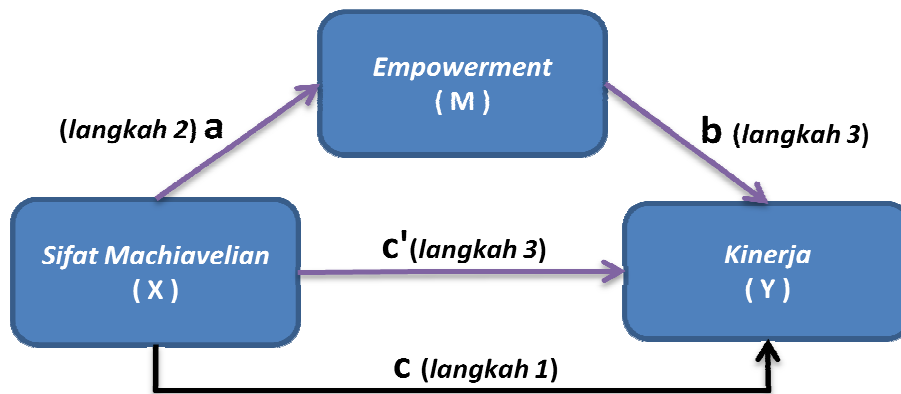 Empowerment
( M )
(langkah 2) a
b (langkah 3)
Sifat Machiavelian
( X )
c'(langkah 3)
Kinerja
( Y )
c (langkah 1)